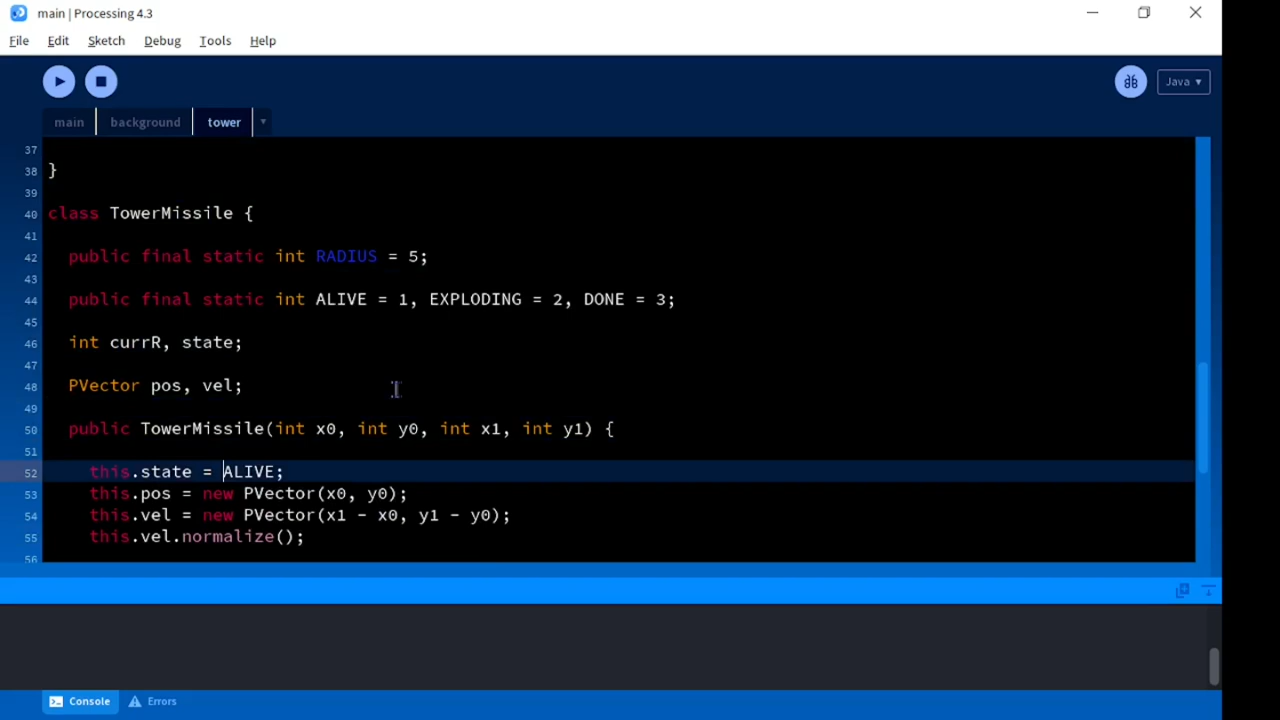 main | Processing 4.3
File Edit Sketch Debug Tools Help
Java ▾
main background tower ▾
37
38 }
39
40 class TowerMissile {
41
42 public final static int RADIUS = 5;
43
44 public final static int ALIVE = 1, EXPLODING = 2, DONE = 3;
45
46 int currR, state;
47
48 PVector pos, vel;
49
50 public TowerMissile(int x0, int y0, int x1, int y1) {
51
52 this.state = ALIVE;
53 this.pos = new PVector(x0, y0);
54 this.vel = new PVector(x1 - x0, y1 - y0);
55 this.vel.normalize();
56
Console Errors